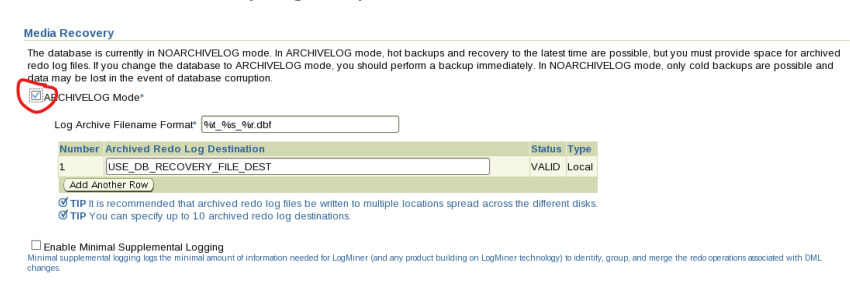 Media Recovery
The database is currently in NOARCHIVELOG mode. In ARCHIVELOG mode, hot backups and recovery to the latest time are possible, but you must provide space for archived
redo log files. If you change the database to ARCHIVELOG mode, you should perform a backup immediately. In NOARCHIVELOG mode, only cold backups are possible and
data may be lost in the event of database corruption.
ARCHIVELOG Mode*
Log Archive Filename Format* %t_%s_%r.dbf
Number Archived Redo Log Destination Status Type
1 USE_DB_RECOVERY_FILE_DEST VALID Local
Add Another Row
TIP It is recommended that archived redo log files be written to multiple locations spread across the different disks.
TIP You can specify up to 10 archived redo log destinations.
Enable Minimal Supplemental Logging
Minimal supplemental logging logs the minimal amount of information needed for LogMiner (and any product building on LogMiner technology) to identify, group, and merge the redo operations associated with DML
changes.